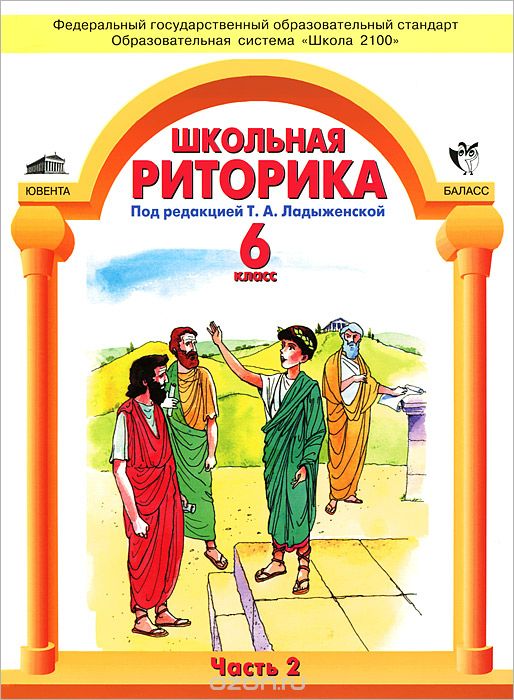 Федеральный государственный образовательный стандарт
Образовательная система «Школа 2100»
ШКОЛЬНАЯ
РИТОРИКА
Под редакцией Т. А. Ладыженской
6
класс
ЮВЕНТА
БАЛАСС
Часть 2
ozon.ru